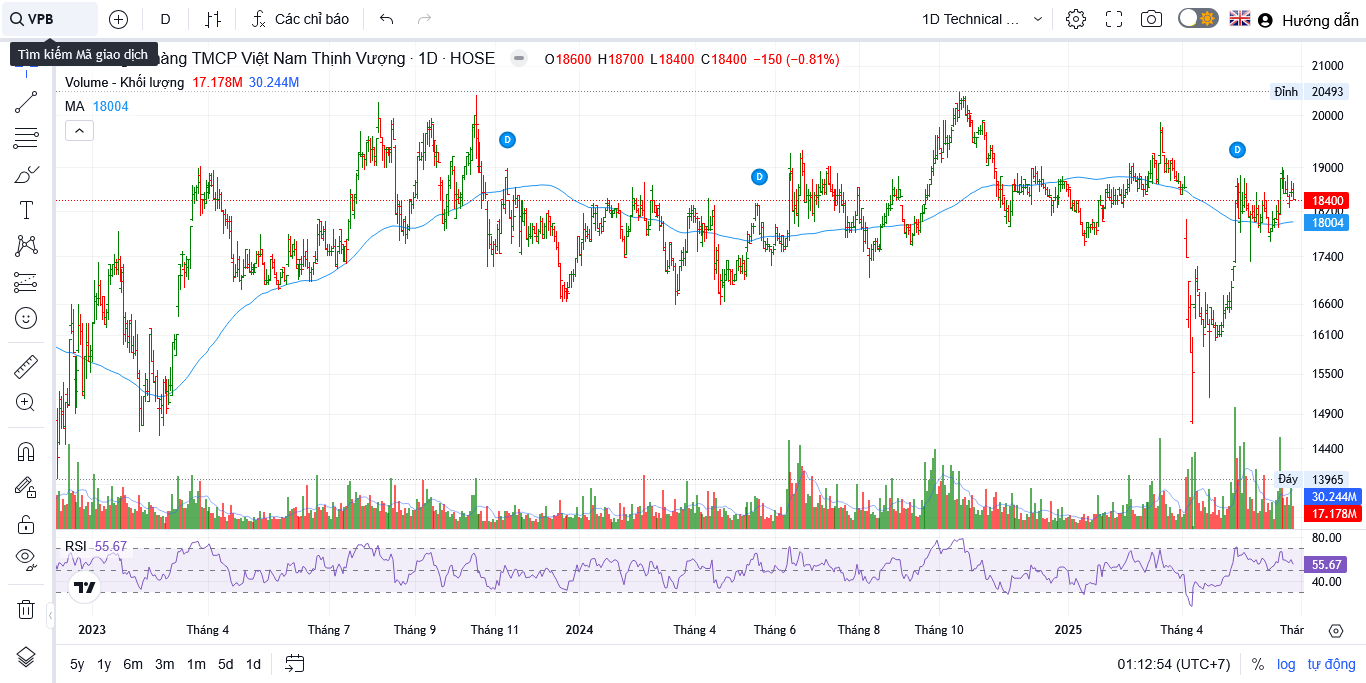 VPB
D
Các chỉ báo
1D Technical ...
Hướng dẫn
Tìm kiếm Mã giao dịch
hàng TMCP Việt Nam Thịnh Vượng · 1D · HOSE
O18600 H18700 L18400 C18400 −150 (−0.81%)
Volume - Khối lượng 17.178M 30.244M
MA 18004
D
D
D
21000
Đỉnh 20493
20000
19000
18400
18004
17400
16600
16100
15500
14900
14400
Đáy 13965
30.244M
17.178M
RSI 55.67
80.00
55.67
40.00
2023
Tháng 4
Tháng 7
Tháng 9
Tháng 11
2024
Tháng 4
Tháng 6
Tháng 8
Tháng 10
2025
Tháng 4
Thár
5y 1y 6m 3m 1m 5d 1d
01:12:54 (UTC+7)
%
log
tự động